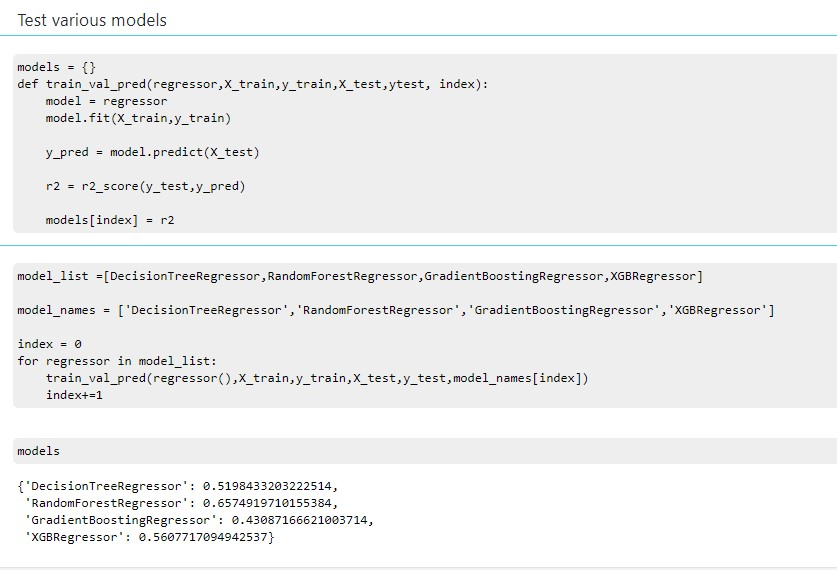 Test various models
models = {}
def train_val_pred(regressor,X_train,y_train,X_test,ytest, index):
    model = regressor
    model.fit(X_train,y_train)
    y_pred = model.predict(X_test)
    r2 = r2_score(y_test,y_pred)
    models[index] = r2
model_list =[DecisionTreeRegressor,RandomForestRegressor,GradientBoostingRegressor,XGBRegressor]
model_names = ['DecisionTreeRegressor','RandomForestRegressor','GradientBoostingRegressor','XGBRegressor']
index = 0
for regressor in model_list:
    train_val_pred(regressor(),X_train,y_train,X_test,y_test,model_names[index])
    index+=1
models
{'DecisionTreeRegressor': 0.5198433203222514,
 'RandomForestRegressor': 0.6574919710155384,
 'GradientBoostingRegressor': 0.43087166621003714,
 'XGBRegressor': 0.5607717094942537}